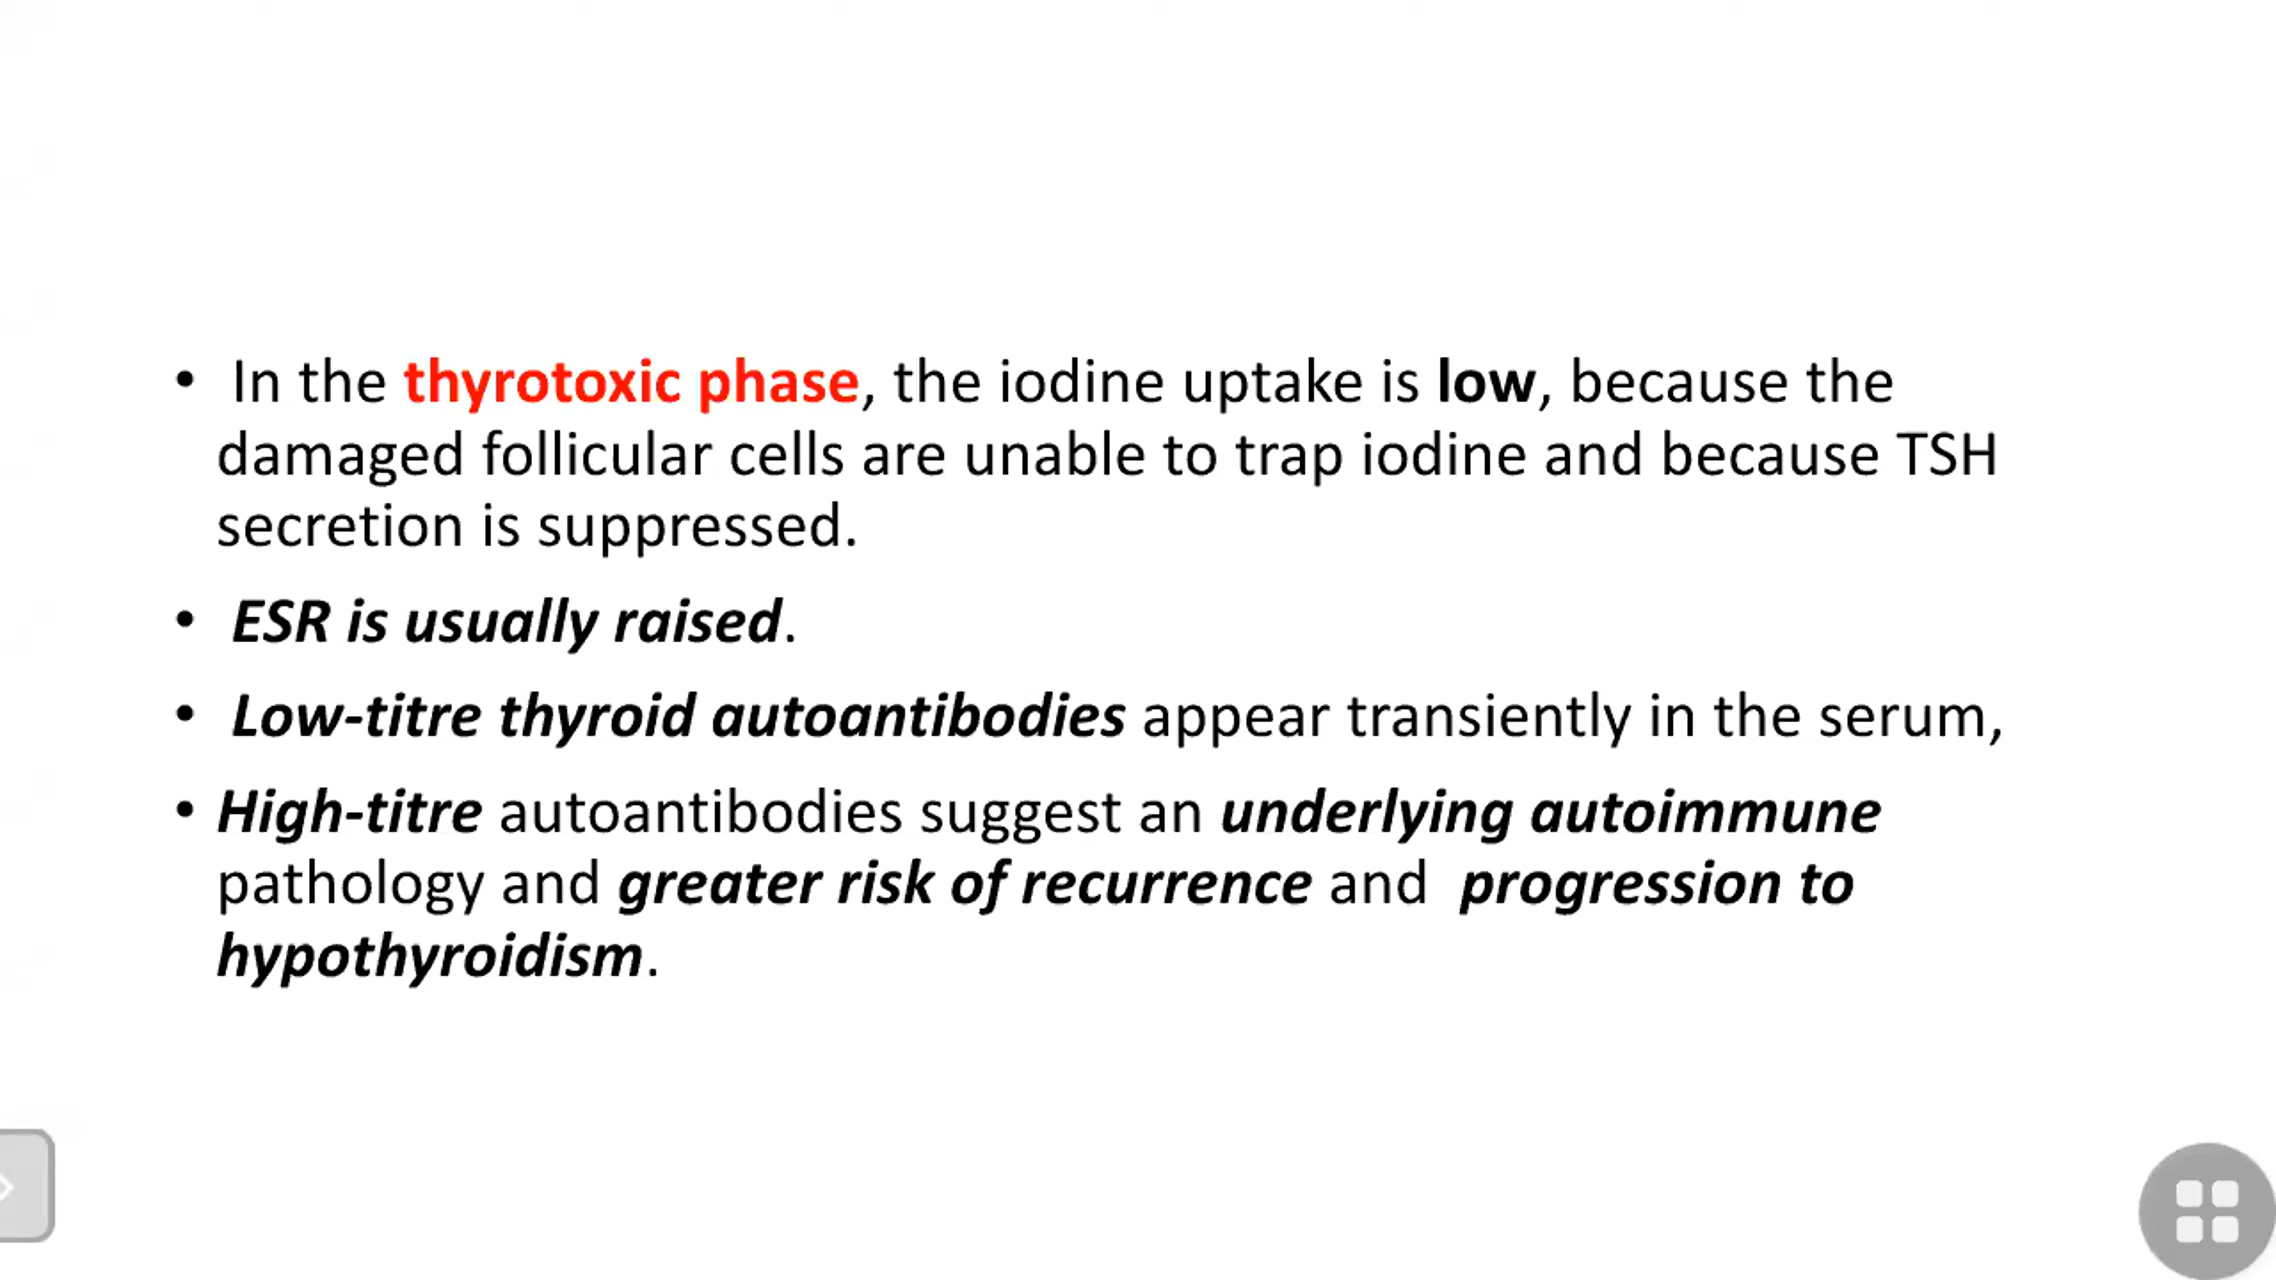 • In the thyrotoxic phase, the iodine uptake is low, because the
damaged follicular cells are unable to trap iodine and because TSH
secretion is suppressed.
• ESR is usually raised.
• Low-titre thyroid autoantibodies appear transiently in the serum,
• High-titre autoantibodies suggest an underlying autoimmune
pathology and greater risk of recurrence and progression to
hypothyroidism.